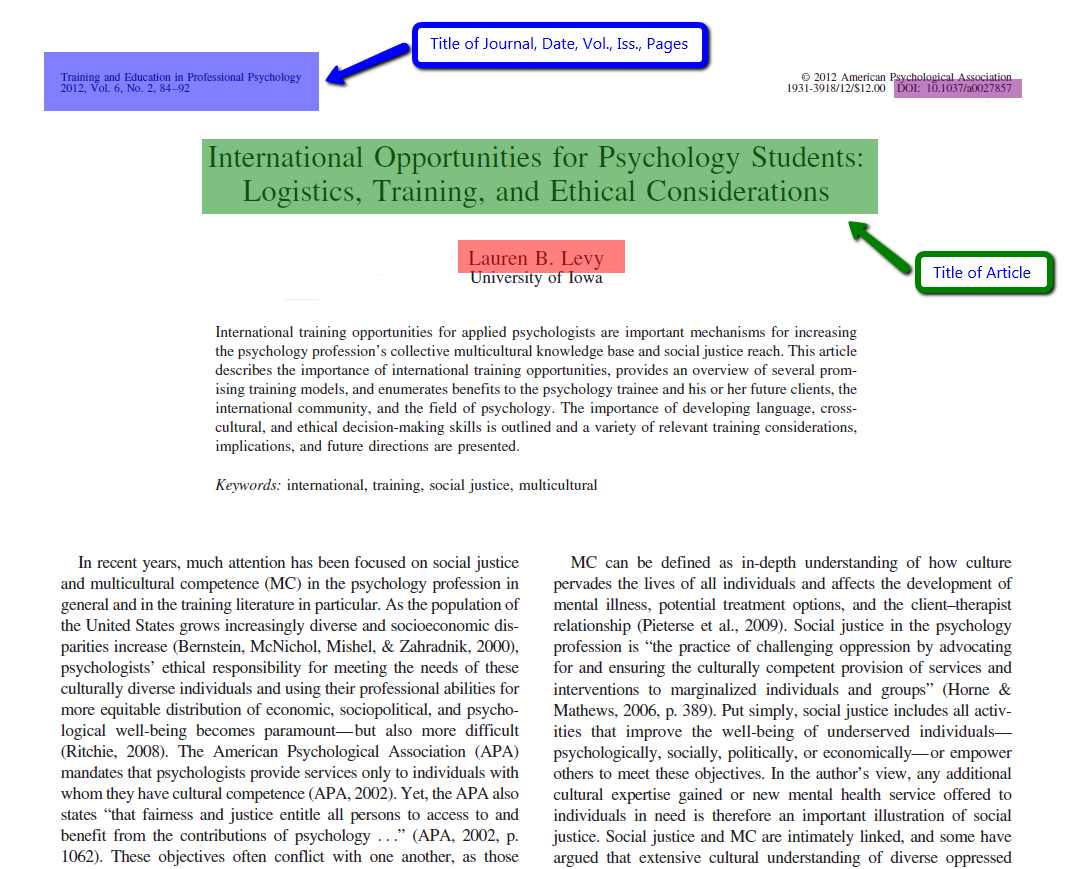 Title of Journal, Date, Vol., Iss., Pages
Training and Education in Professional Psychology
2012, Vol. 6, No. 2, 84–92
© 2012 American Psychological Association
1931-3918/12/$12.00 DOI: 10.1037/a0027857
International Opportunities for Psychology Students:
Logistics, Training, and Ethical Considerations
Title of Article
Lauren B. Levy
University of Iowa
International training opportunities for applied psychologists are important mechanisms for increasing
the psychology profession’s collective multicultural knowledge base and social justice reach. This article
describes the importance of international training opportunities, provides an overview of several prom-
ising training models, and enumerates benefits to the psychology trainee and his or her future clients, the
international community, and the field of psychology. The importance of developing language, cross-
cultural, and ethical decision-making skills is outlined and a variety of relevant training considerations,
implications, and future directions are presented.
Keywords: international, training, social justice, multicultural
In recent years, much attention has been focused on social justice
and multicultural competence (MC) in the psychology profession in
general and in the training literature in particular. As the population of
the United States grows increasingly diverse and socioeconomic dis-
parities increase (Bernstein, McNichol, Mishel, & Zahradnik, 2000),
psychologists’ ethical responsibility for meeting the needs of these
culturally diverse individuals and using their professional abilities for
more equitable distribution of economic, sociopolitical, and psycho-
logical well-being becomes paramount—but also more difficult
(Ritchie, 2008). The American Psychological Association (APA)
mandates that psychologists provide services only to individuals with
whom they have cultural competence (APA, 2002). Yet, the APA also
states “that fairness and justice entitle all persons to access to and
benefit from the contributions of psychology . . .” (APA, 2002, p.
1062). These objectives often conflict with one another, as those
MC can be defined as in-depth understanding of how culture
pervades the lives of all individuals and affects the development of
mental illness, potential treatment options, and the client–therapist
relationship (Pieterse et al., 2009). Social justice in the psychology
profession is “the practice of challenging oppression by advocating
for and ensuring the culturally competent provision of services and
interventions to marginalized individuals and groups” (Horne &
Mathews, 2006, p. 389). Put simply, social justice includes all activ-
ities that improve the well-being of underserved individuals—
psychologically, socially, politically, or economically—or empower
others to meet these objectives. In the author’s view, any additional
cultural expertise gained or new mental health service offered to
individuals in need is therefore an important illustration of social
justice. Social justice and MC are intimately linked, and some have
argued that extensive cultural understanding of diverse oppressed